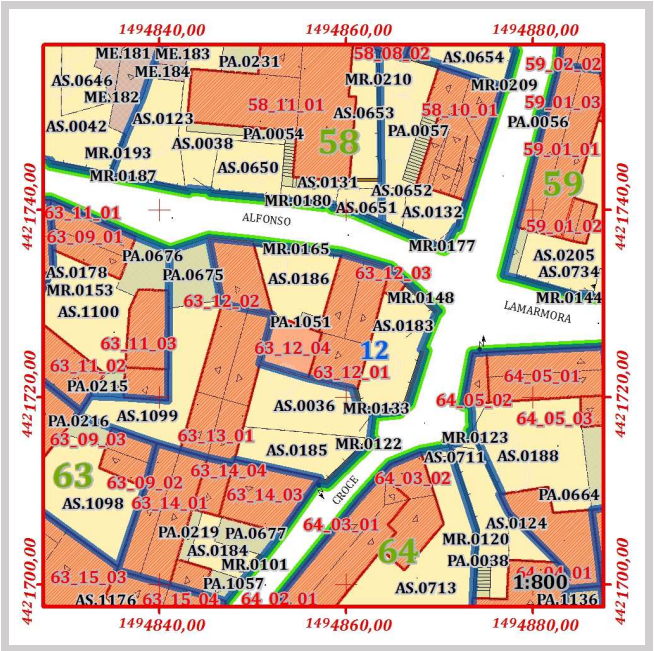 1494840,00 1494860,00 1494880,00
ME.181 ME.183 58_08_02 AS.0654
PA.0231 59_02_02
ME.184 MR.0210
AS.0646 MR.0209
ME.182 58_11_01 58_10_01 59_01_03
AS.0123 AS.0653 PA.0056
AS.0042 PA.0054 PA.0057
AS.0038 58 59_01_01
MR.0193
AS.0650
MR.0187 AS.0131 AS.0652 59
MR.0180 AS.0651 AS.0132
4421740,00 4421740,00
63_11_01 ALFONSO
63_09_01 59_01_02
MR.0165 MR.0177
PA.0676 AS.0205
AS.0178 PA.0675 AS.0186 63_12_03 AS.0734
MR.0153 MR.0148 MR.0144
63_12_02
AS.1100 LAMARMORA
PA.1051 AS.0183
63_11_03 63_12_04 12
63_11_02 63_12_01
PA.0215 64_05_01
4421720,00 4421720,00
AS.0036 MR.0133 64_05_02
PA.0216 AS.1099 64_05_03
63_09_03 63_13_01 MR.0122 MR.0123
AS.0185 AS.0711 AS.0188
63 63_14_04
63_09_02 64_03_02
63_14_03 CROCE PA.0664
AS.1098 63_14_01
64_03_01 AS.0124
PA.0219 PA.0677 MR.0120
AS.0184 64
MR.0101 PA.0038
63_15_03 PA.1057 64_04_01
1:800
4421700,00 4421700,00
AS.0713
AS.1176 63_15_04 64_02_01 PA.1136
1494840,00 1494860,00 1494880,00